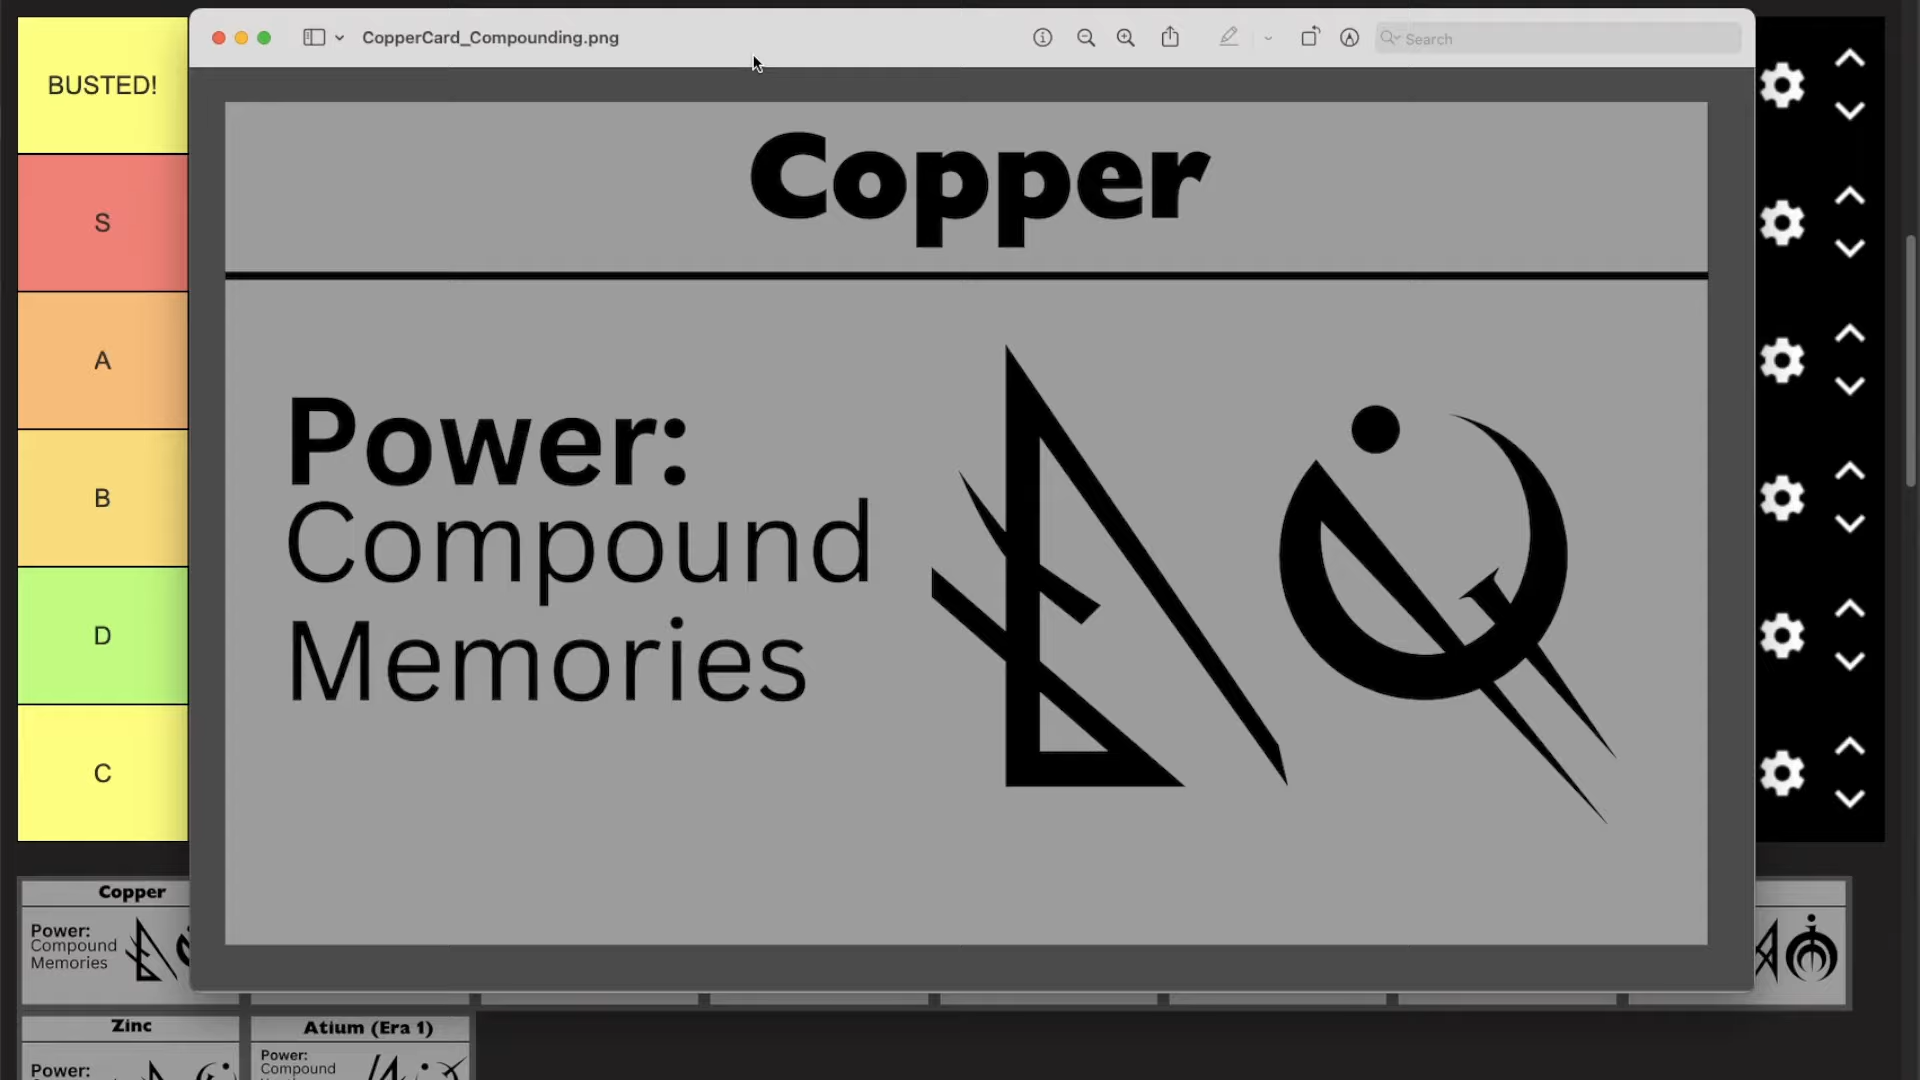 CopperCard_Compounding.png
Search
BUSTED!
S
A
B
D
C
Copper
Power:
Compound
Memories
Copper
Power:
Compound
Memories
Zinc
Power:
Atium (Era 1)
Power:
Compound